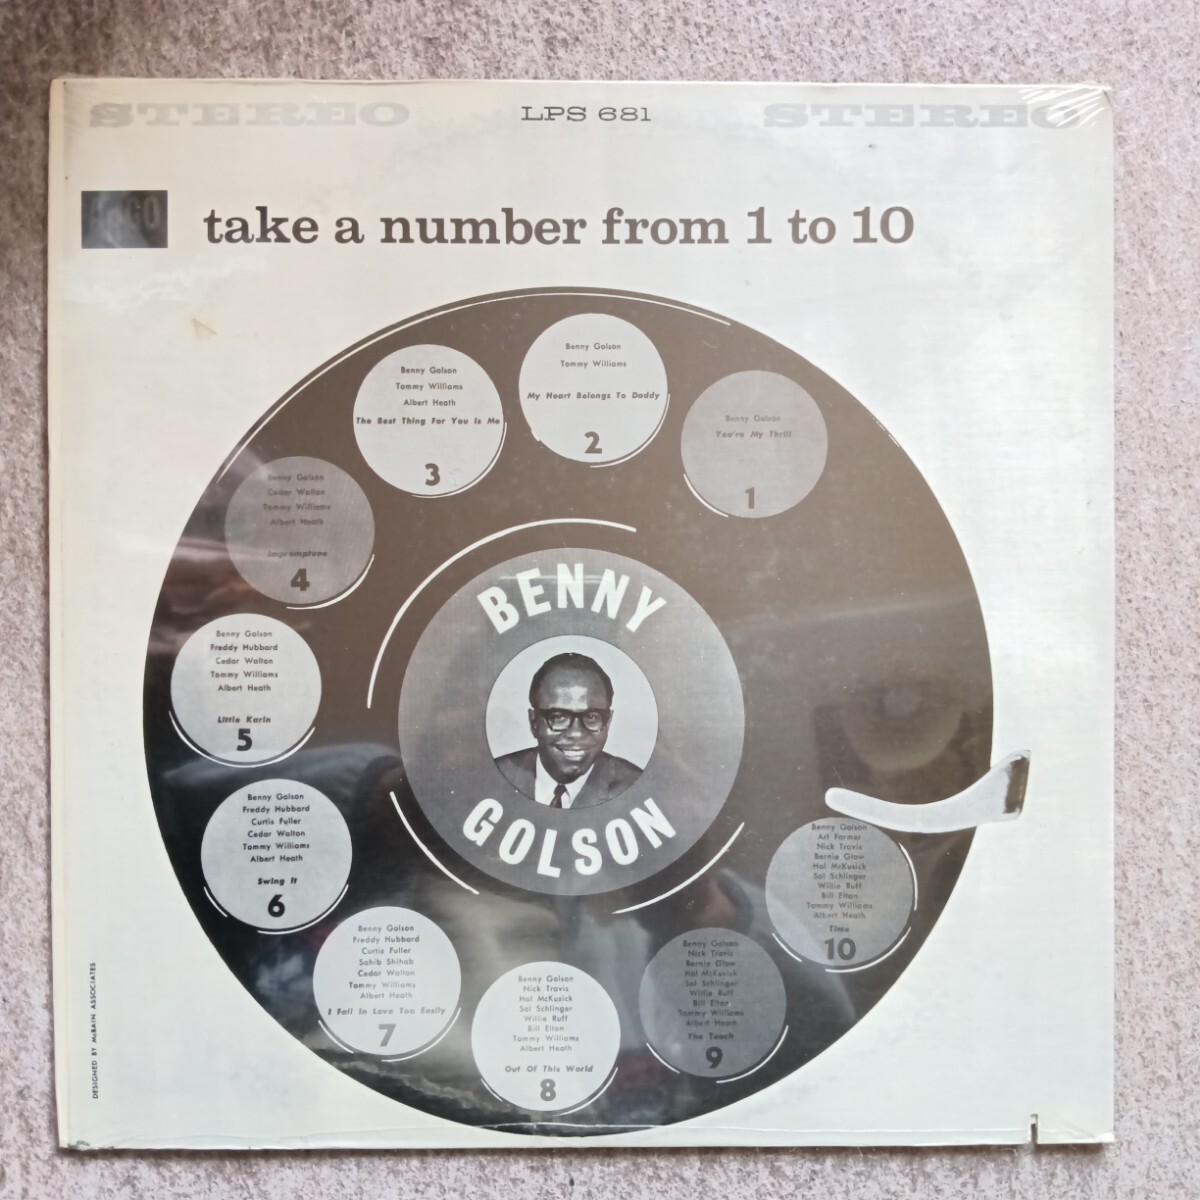 STEREO LPS 681 STEREO
ARGO
take a number from 1 to 10
Benny Golson
You're My Thrill
1
Benny Golson
Tommy Williams
My Heart Belongs To Daddy
2
Benny Golson
Tommy Williams
Albert Heath
The Best Thing For You Is Me
3
Benny Golson
Cedar Walton
Tommy Williams
Albert Heath
Impromptune
4
Benny Golson
Freddy Hubbard
Cedar Walton
Tommy Williams
Albert Heath
Little Karin
5
Benny Golson
Freddy Hubbard
Curtis Fuller
Cedar Walton
Tommy Williams
Albert Heath
Swing It
6
Benny Golson
Freddy Hubbard
Curtis Fuller
Sahib Shihab
Cedar Walton
Tommy Williams
Albert Heath
I Fall In Love Too Easily
7
Benny Golson
Nick Travis
Hal McKusick
Sol Schlinger
Willie Ruff
Bill Elton
Tommy Williams
Albert Heath
Out Of This World
8
Benny Golson
Nick Travis
Bernie Glow
Hal McKusick
Sol Schlinger
Willie Ruff
Bill Elton
Tommy Williams
Albert Heath
The Touch
9
Benny Golson
Art Farmer
Nick Travis
Bernie Glow
Hal McKusick
Sol Schlinger
Willie Ruff
Bill Elton
Tommy Williams
Albert Heath
Time
10
BENNY
GOLSON
DESIGNED BY McBAIN ASSOCIATES